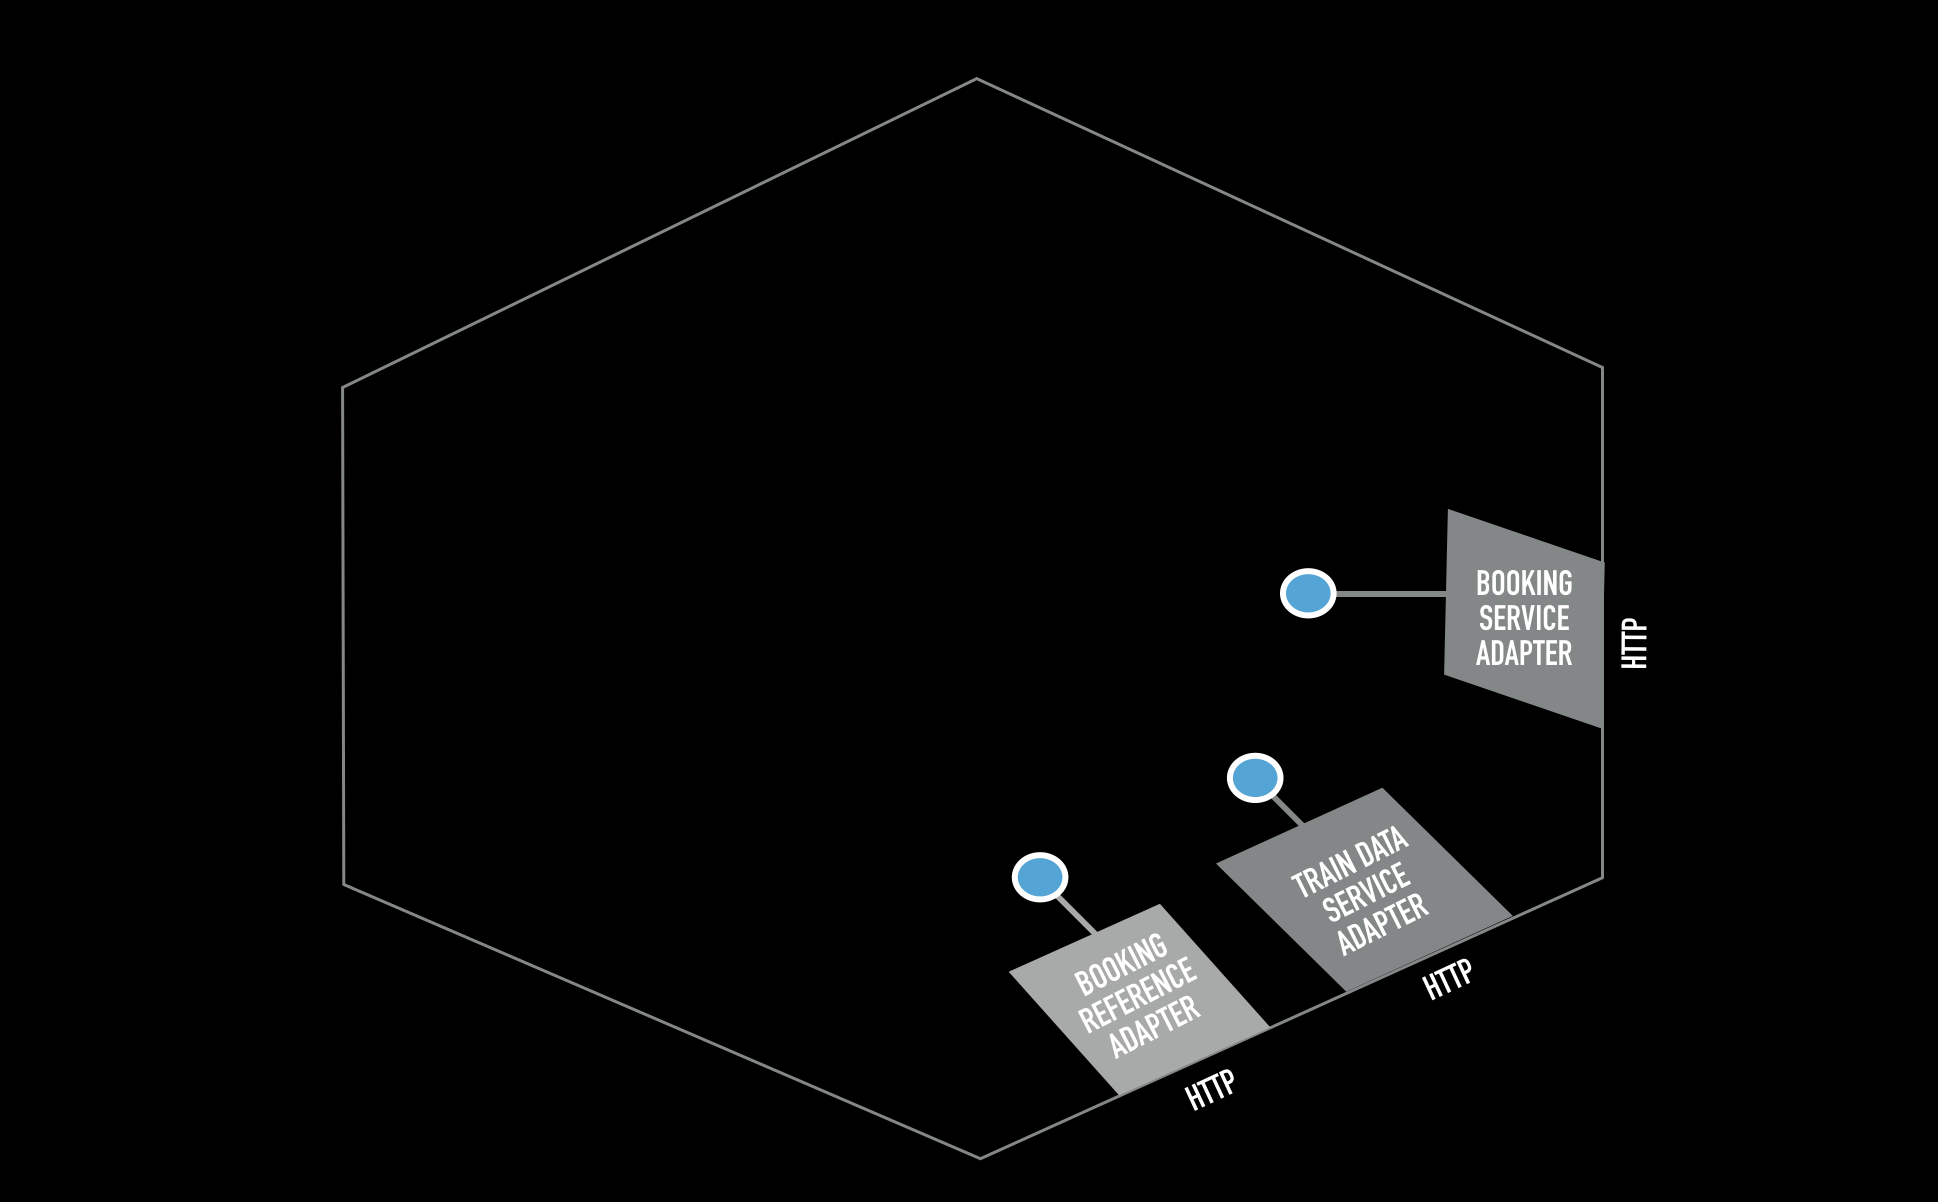 BOOKING
SERVICE
ADAPTER
HTTP
TRAIN DATA
SERVICE
ADAPTER
HTTP
BOOKING
REFERENCE
ADAPTER
HTTP